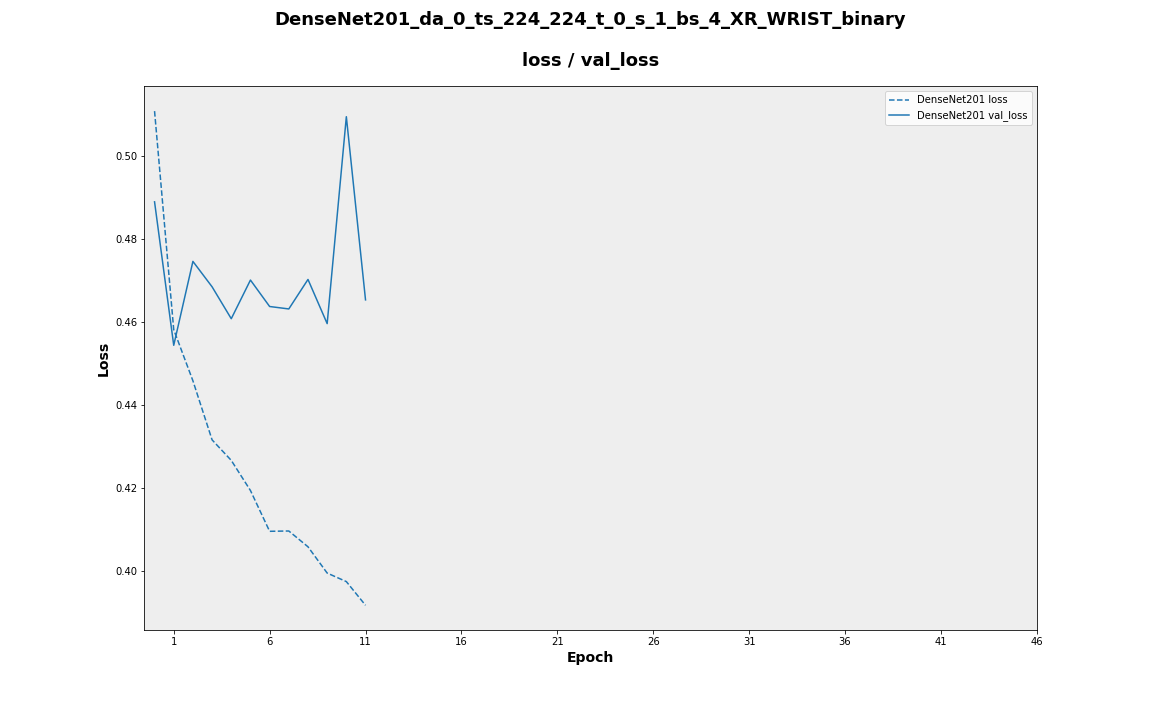 DenseNet201_da_0_ts_224_224_t_0_s_1_bs_4_XR_WRIST_binary
loss / val_loss
DenseNet201 loss
DenseNet201 val_loss
0.50
0.48
0.46
0.44
0.42
0.40
Loss
1 6 11 16 21 26 31 36 41 46
Epoch